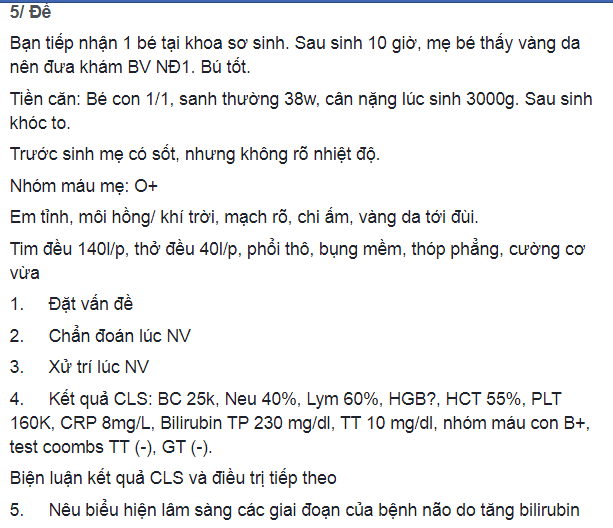 5/ Đề
Bạn tiếp nhận 1 bé tại khoa sơ sinh. Sau sinh 10 giờ, mẹ bé thấy vàng da
nên đưa khám BV NĐ1. Bú tốt.
Tiền căn: Bé con 1/1, sanh thường 38w, cân nặng lúc sinh 3000g. Sau sinh
khóc to.
Trước sinh mẹ có sốt, nhưng không rõ nhiệt độ.
Nhóm máu mẹ: O+
Em tỉnh, môi hồng/ khí trời, mạch rõ, chi ấm, vàng da tới đùi.
Tim đều 140l/p, thở đều 40l/p, phổi thô, bụng mềm, thóp phẳng, cường cơ
vừa
1. Đặt vấn đề
2. Chẩn đoán lúc NV
3. Xử trí lúc NV
4. Kết quả CLS: BC 25k, Neu 40%, Lym 60%, HGB?, HCT 55%, PLT
160K, CRP 8mg/L, Bilirubin TP 230 mg/dl, TT 10 mg/dl, nhóm máu con B+,
test coombs TT (-), GT (-).
Biện luận kết quả CLS và điều trị tiếp theo
5. Nêu biểu hiện lâm sàng các giai đoạn của bệnh não do tăng bilirubin